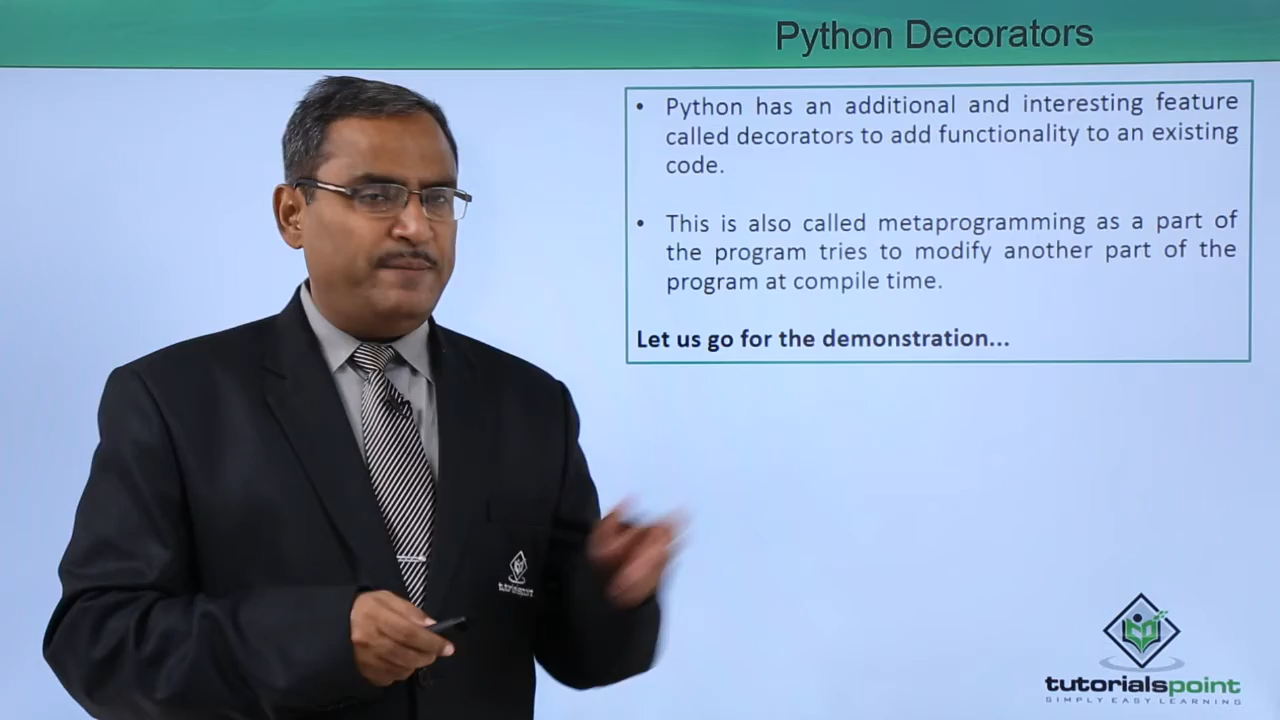 Python Decorators
• Python has an additional and interesting feature
called decorators to add functionality to an existing
code.
• This is also called metaprogramming as a part of
the program tries to modify another part of the
program at compile time.
Let us go for the demonstration...
tutorialspoint
SIMPLY EASY LEARNING